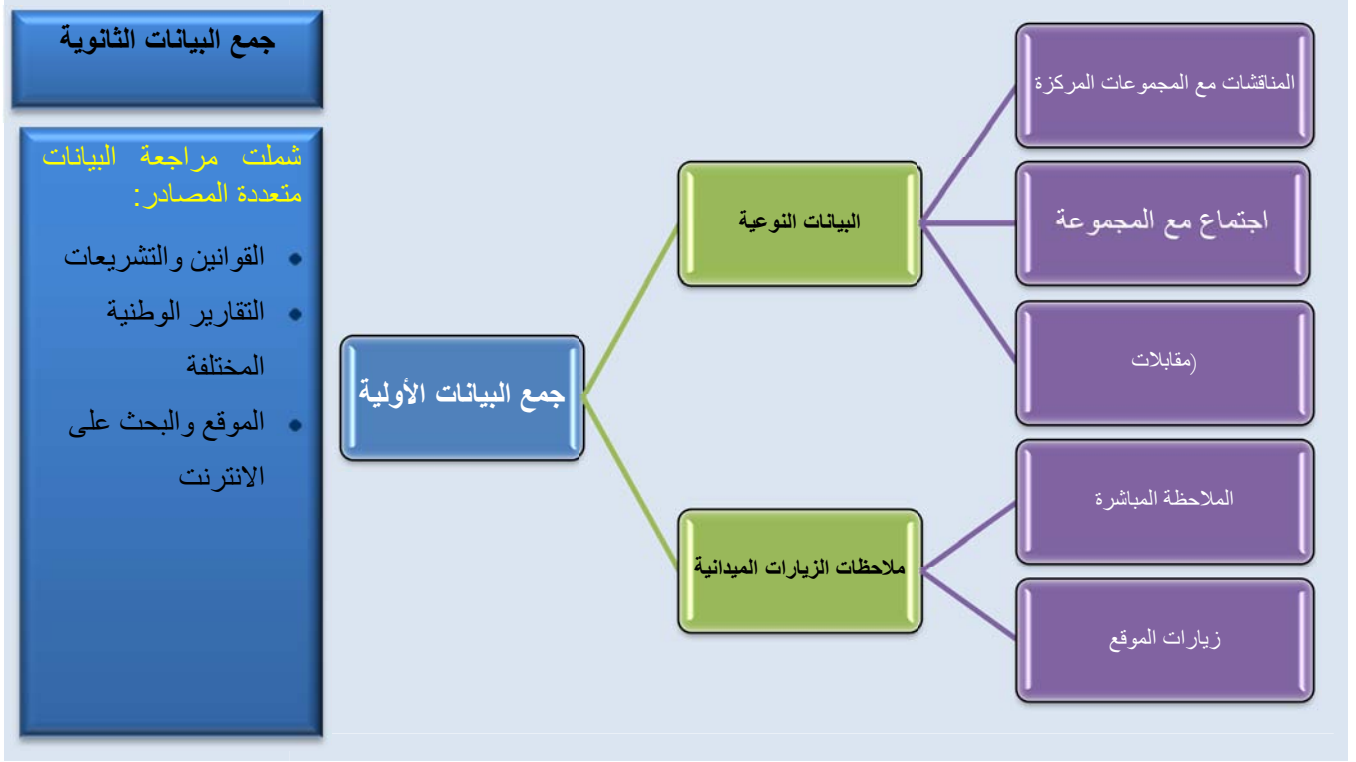 جمع البيانات الثانوية
شملت مراجعة البيانات
متعددة المصادر:
• القوانين والتشريعات
• التقارير الوطنية
المختلفة
• الموقع والبحث على
الانترنت
جمع البيانات الأولية
البيانات النوعية
المناقشات مع المجموعات المركزة
اجتماع مع المجموعة
(مقابلات
ملاحظات الزيارات الميدانية
الملاحظة المباشرة
زيارات الموقع